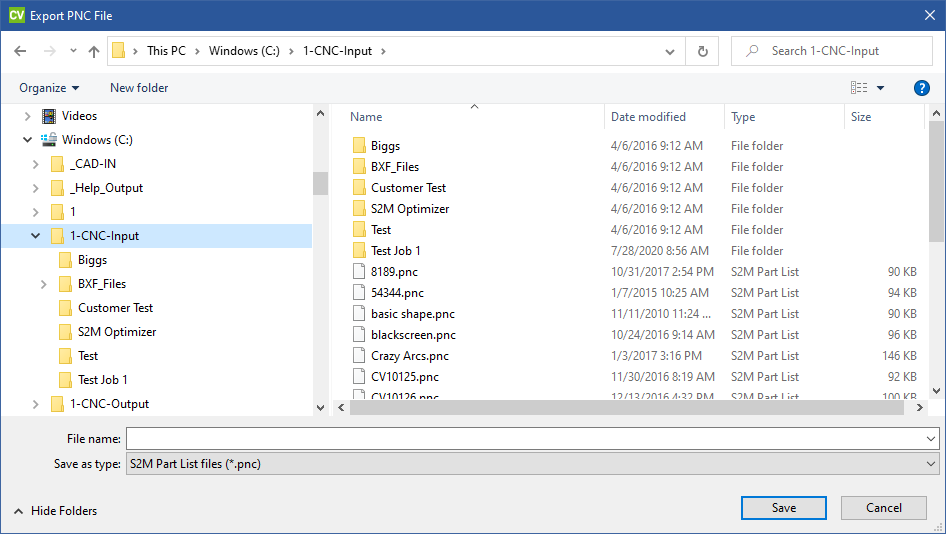 CV Export PNC File
This PC > Windows (C:) > 1-CNC-Input >
Search 1-CNC-Input
Organize
New folder
?
Videos
Windows (C:)
_CAD-IN
_Help_Output
1
1-CNC-Input
Biggs
BXF_Files
Customer Test
S2M Optimizer
Test
Test Job 1
1-CNC-Output
Name Date modified Type Size
Biggs 4/6/2016 9:12 AM File folder
BXF_Files 4/6/2016 9:12 AM File folder
Customer Test 4/6/2016 9:12 AM File folder
S2M Optimizer 4/6/2016 9:12 AM File folder
Test 4/6/2016 9:12 AM File folder
Test Job 1 7/28/2020 8:56 AM File folder
8189.pnc 10/31/2017 2:54 PM S2M Part List 90 KB
54344.pnc 1/7/2015 10:25 AM S2M Part List 94 KB
basic shape.pnc 11/11/2010 11:24 ... S2M Part List 90 KB
blackscreen.pnc 10/24/2016 9:14 AM S2M Part List 96 KB
Crazy Arcs.pnc 1/3/2017 3:16 PM S2M Part List 146 KB
CV10125.pnc 11/30/2016 8:19 AM S2M Part List 92 KB
CV10126.pnc 12/13/2016 4:32 PM S2M Part List 100 KB
File name:
Save as type: S2M Part List files (*.pnc)
Hide Folders
Save
Cancel